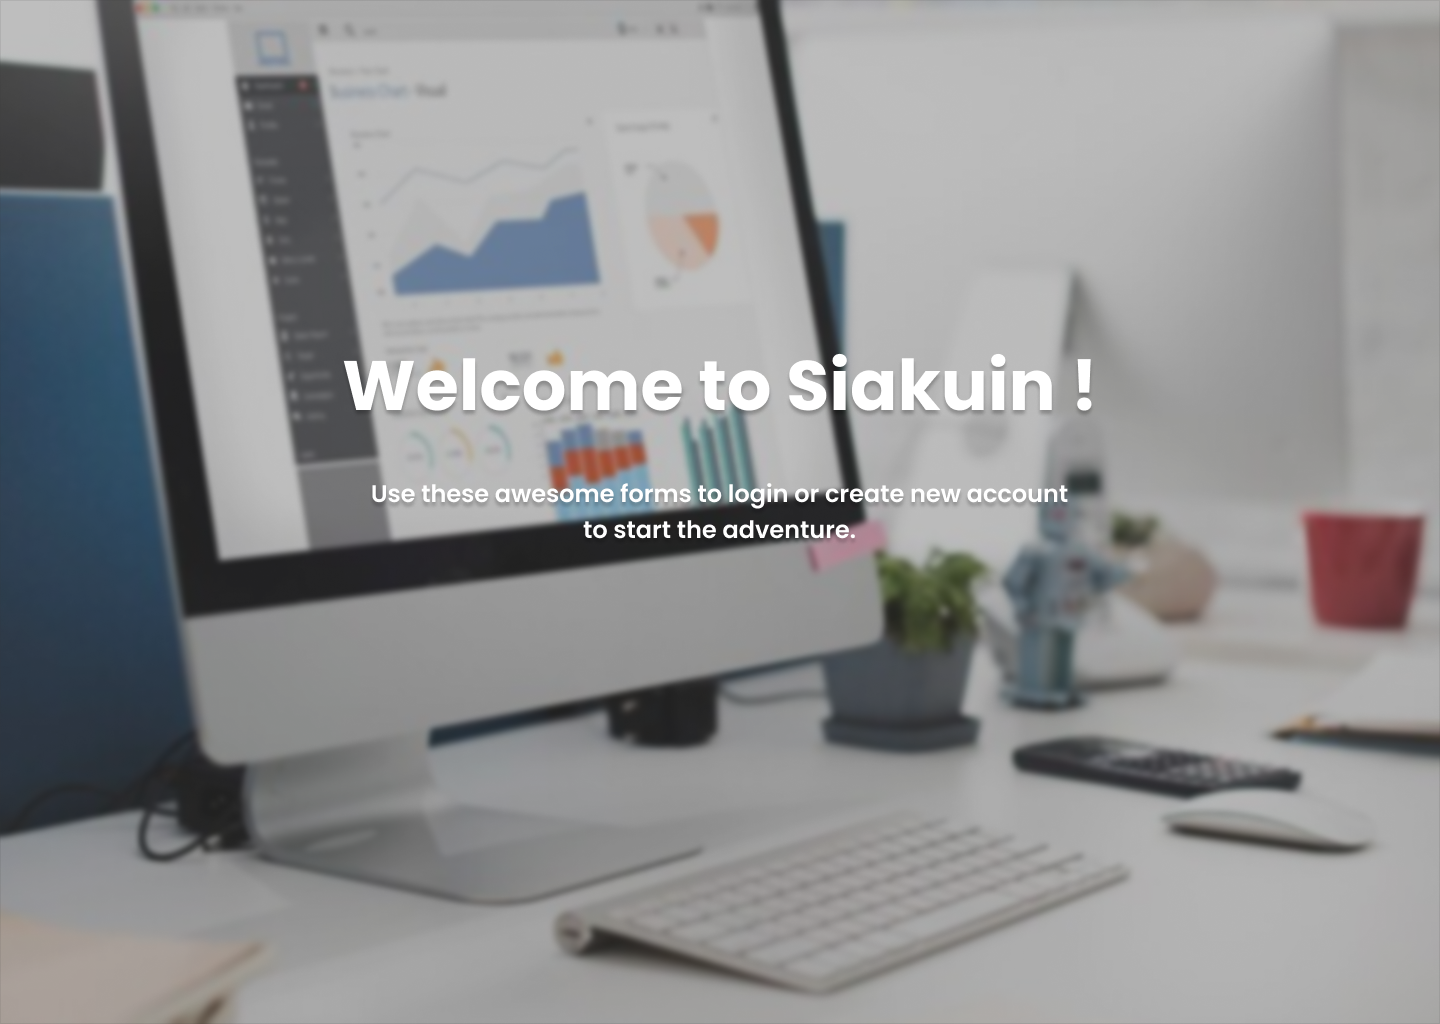 Welcome to Siakuin !
Use these awesome forms to login or create new account
to start the adventure.